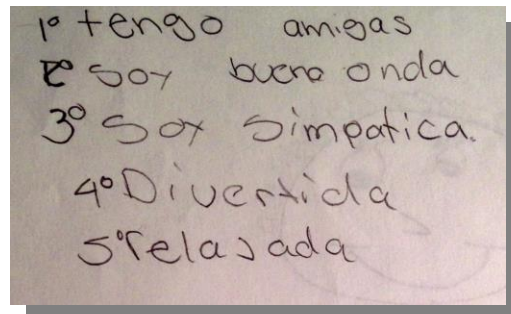 1º tengo amigas
2º Soy buena onda
3º Soy Simpatica.
4º Divertida
5º relajada